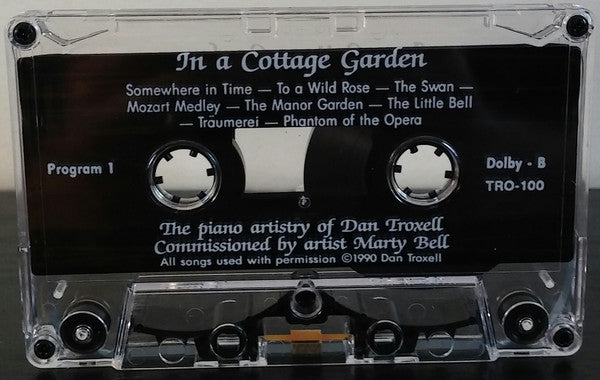 In a Cottage Garden
Somewhere in Time — To a Wild Rose — The Swan —
Mozart Medley — The Manor Garden — The Little Bell
— Träumerei — Phantom of the Opera
Program 1
Dolby - B
TRO-100
The piano artistry of Dan Troxell
Commissioned by artist Marty Bell
All songs used with permission ©1990 Dan Troxell